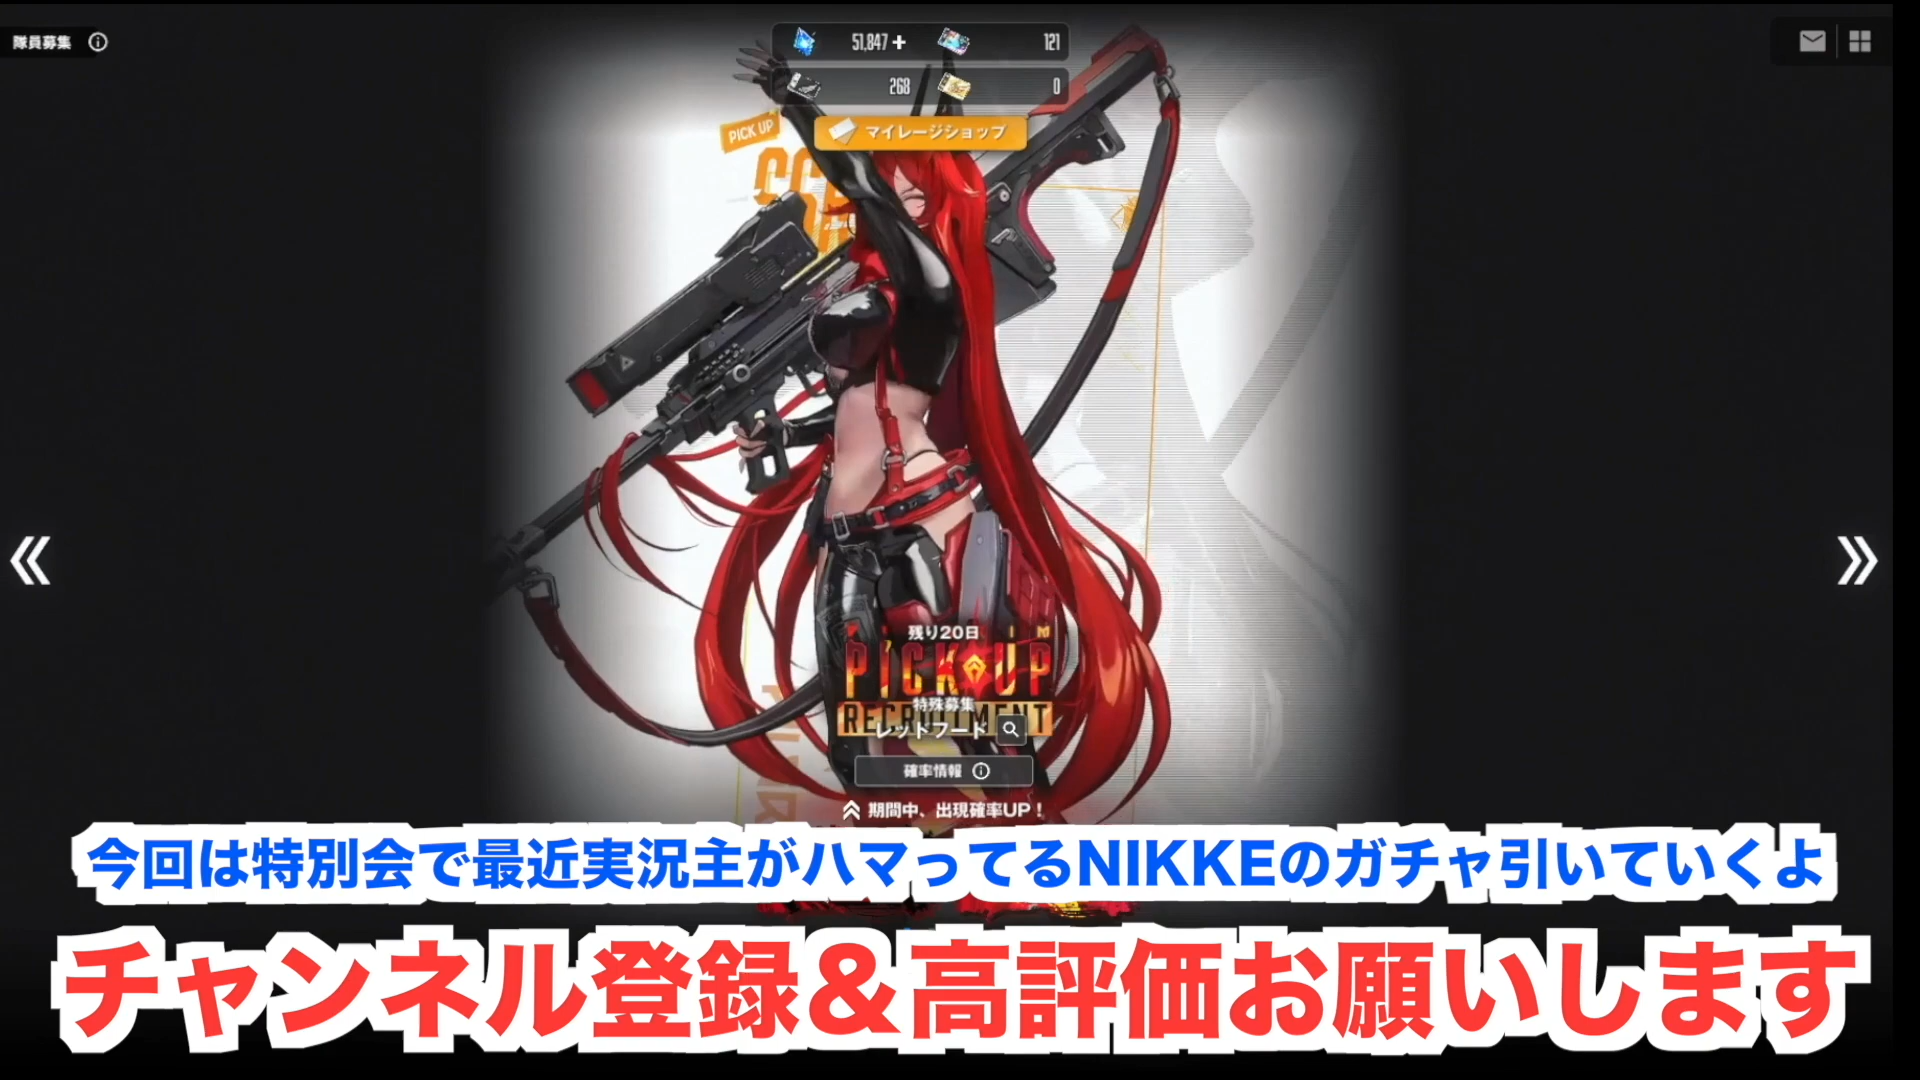 隊員募集
51,847+
121
268
0
マイレージショップ
PICK UP
SSR
残り20日
PICK UP
特殊募集
RECRUITMENT
レッドフード
確率情報
期間中、出現確率UP!
今回は特別会で最近実況主がハマってるNIKKEのガチャ引いていくよ
チャンネル登録&高評価お願いします